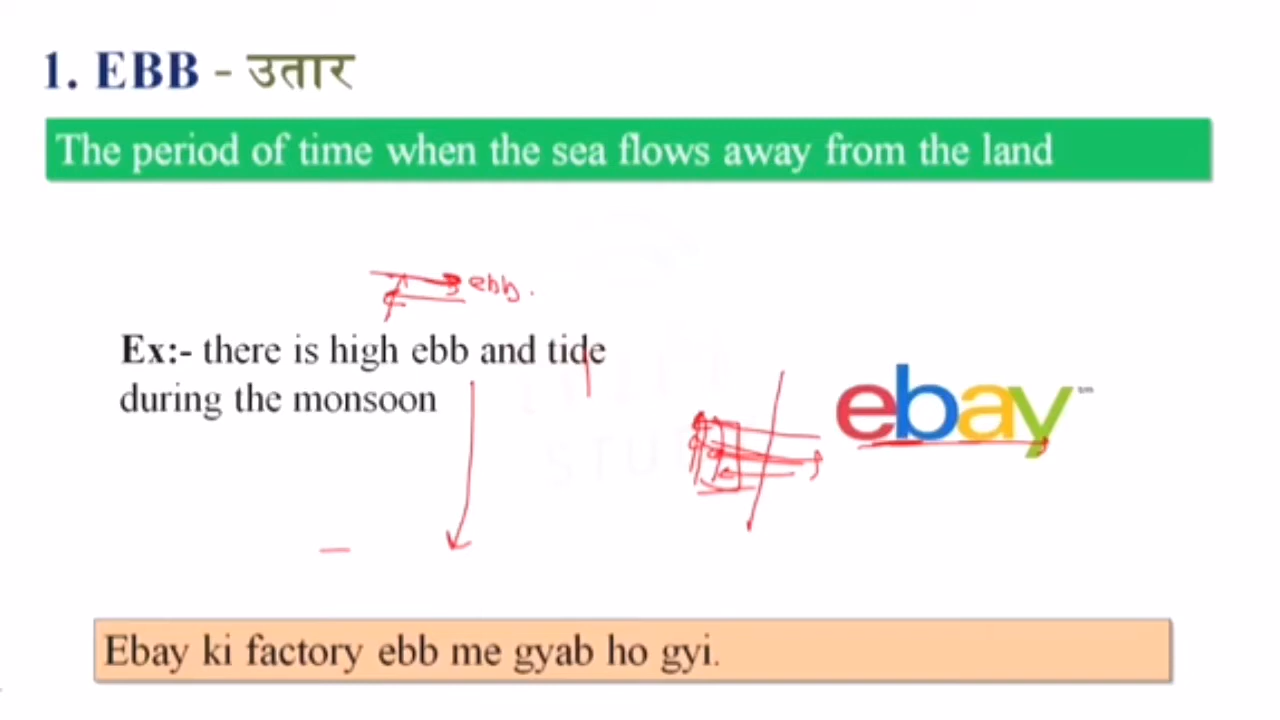 1. EBB - उतार
The period of time when the sea flows away from the land
ebb.
Ex:- there is high ebb and tide
during the monsoon
ebay
Ebay ki factory ebb me gyab ho gyi.